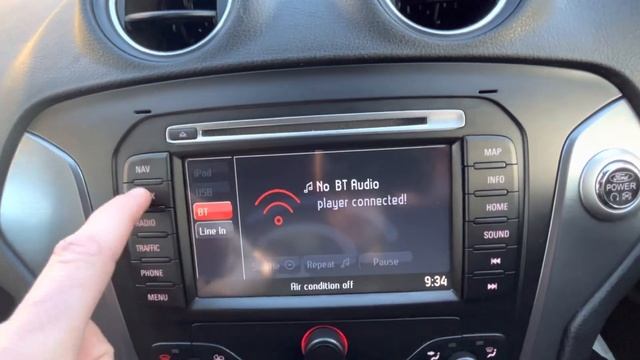 NAV
RADIO
TRAFFIC
PHONE
MENU
iPod
USB
BT
Line In
No BT Audio
player connected!
Repeat
Pause
Air condition off
9:34
MAP
INFO
HOME
SOUND
Ford
POWER